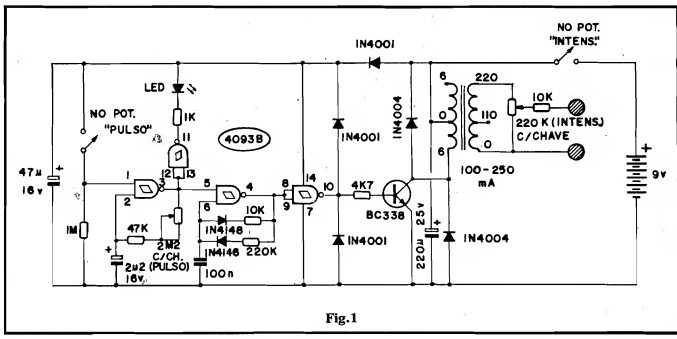 NO POT.
"INTENS."
1N4001
LED
6
220
1K
10K
NO POT.
"PULSO"
4093B
1N4004
0
110
220 K (INTENS.)
C/CHAVE
11
1N4001
6
0
12
13
100-250
mA
+
9v
47µ
16v
+
1
2
3
5
6
4
8
9
14
7
10
4K7
BC338
1M
47K
2M2
C/CH.
(PULSO)
+
2µ2
16v
10K
1N4148
1N4146
220K
100n
1N4001
220µ
25v
+
1N4004
Fig.1